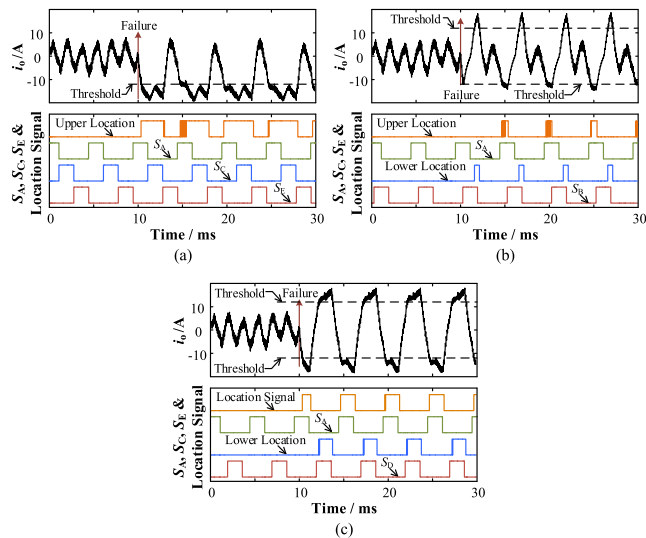 (a)
i_o/A
10
0
-10
Failure
Threshold
S_A, S_C, S_E &
Location Signal
Upper Location
S_A
S_C
S_E
0 10 20 30
Time / ms
(b)
i_o/A
10
0
-10
Threshold
Failure
Threshold
S_A, S_C, S_E &
Location Signal
Upper Location
S_A
Lower Location
S_B
0 10 20 30
Time / ms
(c)
i_o/A
10
0
-10
Threshold
Failure
Threshold
S_A, S_C, S_E &
Location Signal
Location Signal
S_A
Lower Location
S_D
0 10 20 30
Time / ms